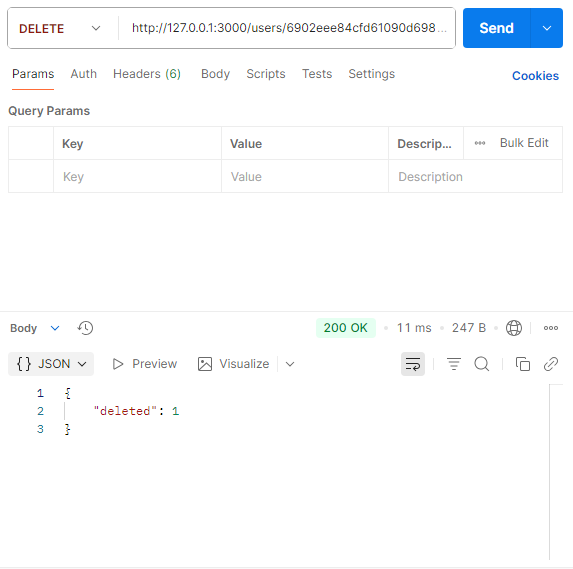 DELETE http://127.0.0.1:3000/users/6902eee84cfd61090d698... Send
Params Auth Headers (6) Body Scripts Tests Settings Cookies
Query Params
Key Value Descrip... Bulk Edit
Key Value Description
Body 200 OK 11 ms 247 B
{} JSON Preview Visualize
1 {
2 "deleted": 1
3 }